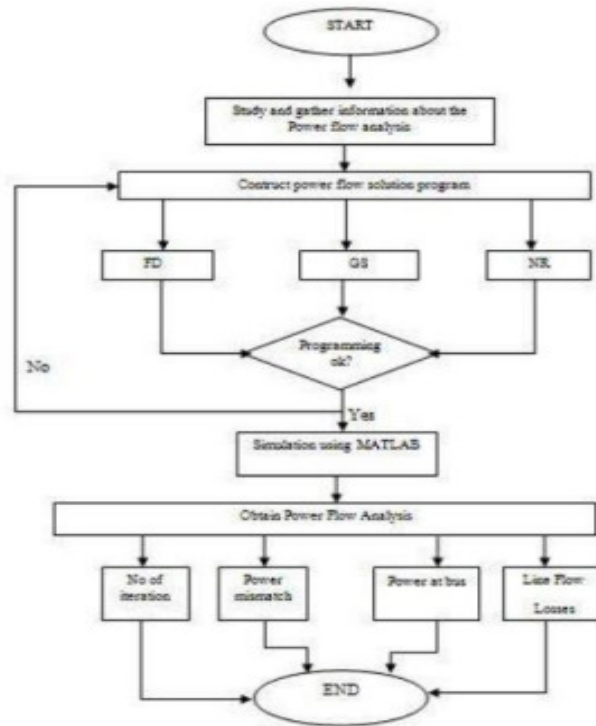 START
Study and gather information about the
Power flow analysis
Contruct power flow solution program
FD
GS
NR
Programming
ok?
No
Yes
Simulation using MATLAB
Obtain Power Flow Analysis
No of
iteration
Power
mismatch
Power at bus
Line Flow
Losses
END